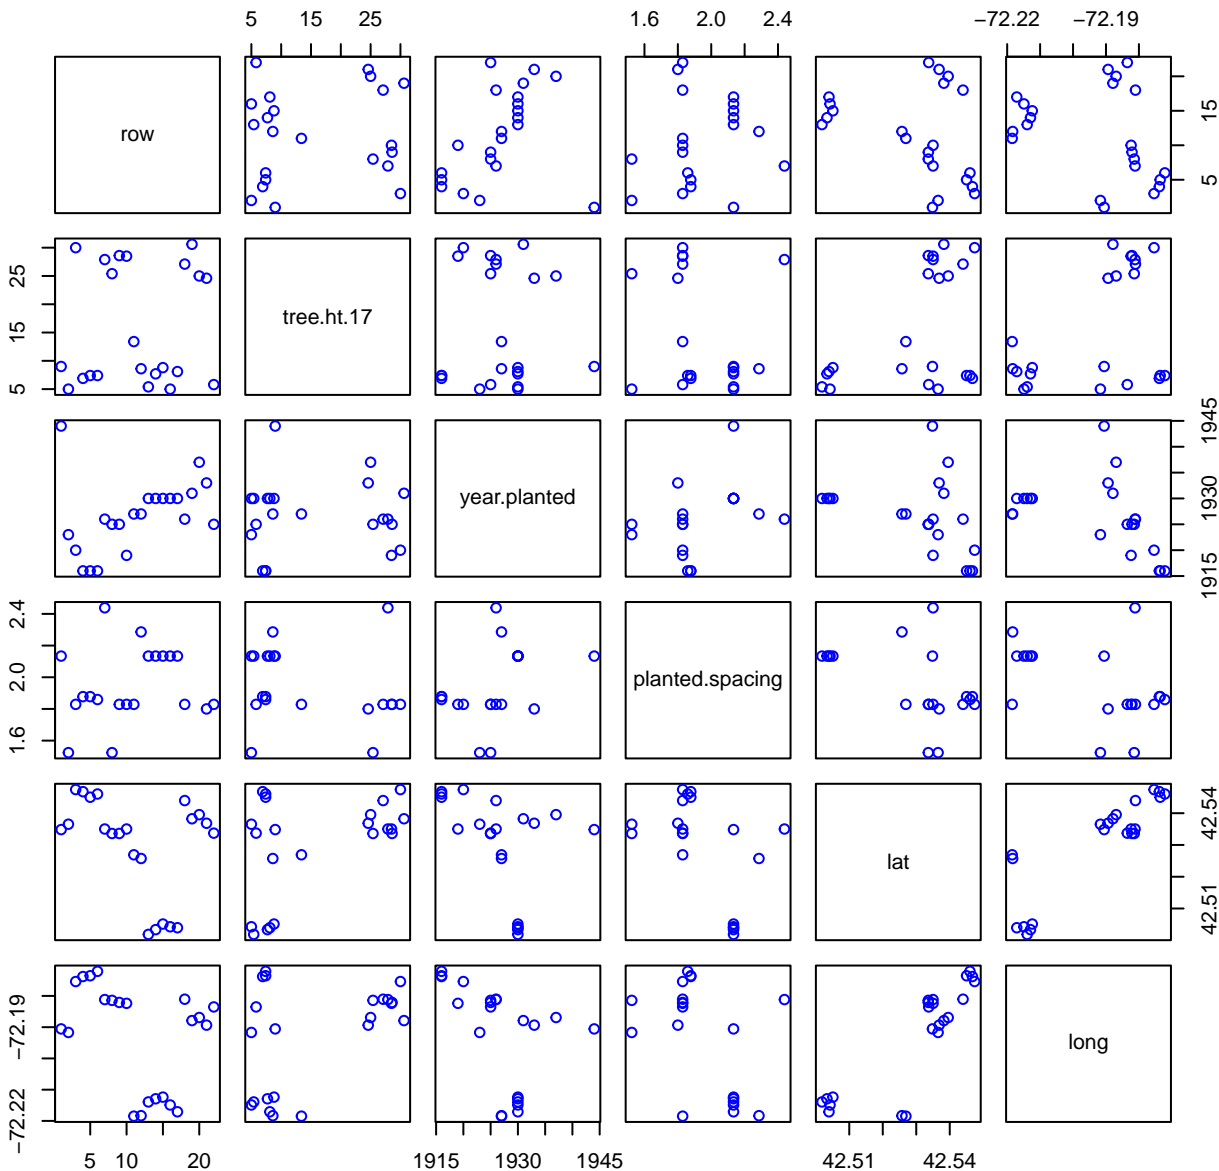 5 15 25 1.6 2.0 2.4 −72.22 −72.19
row 5 15
5 15 25 tree.ht.17
year.planted 1915 1930 1945
1.6 2.0 2.4 planted.spacing
lat 42.51 42.54
−72.22 −72.19 long
5 10 20 1915 1930 1945 42.51 42.54